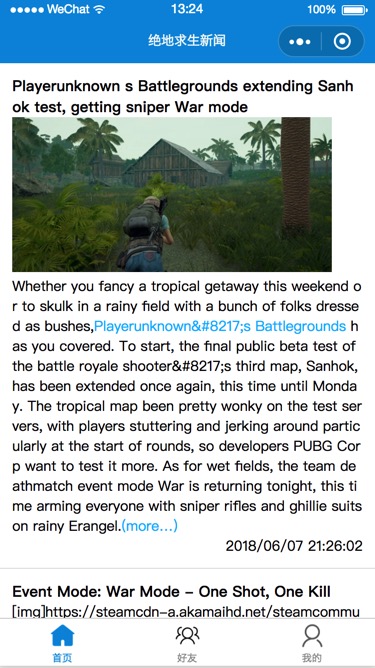 WeChat 13:24 100%
绝地求生新闻
Playerunknown s Battlegrounds extending Sanh
ok test, getting sniper War mode
Whether you fancy a tropical getaway this weekend o
r to skulk in a rainy field with a bunch of folks dresse
d as bushes,Playerunknown&#8217;s Battlegrounds h
as you covered. To start, the final public beta test of
the battle royale shooter&#8217;s third map, Sanhok,
has been extended once again, this time until Monda
y. The tropical map been pretty wonky on the test ser
vers, with players stuttering and jerking around partic
ularly at the start of rounds, so developers PUBG Cor
p want to test it more. As for wet fields, the team de
athmatch event mode War is returning tonight, this ti
me arming everyone with sniper rifles and ghillie suits
on rainy Erangel.(more…)
2018/06/07 21:26:02
Event Mode: War Mode – One Shot, One Kill
[img]https://steamcdn-a.akamaihd.net/steamcommu
首页 好友 我的